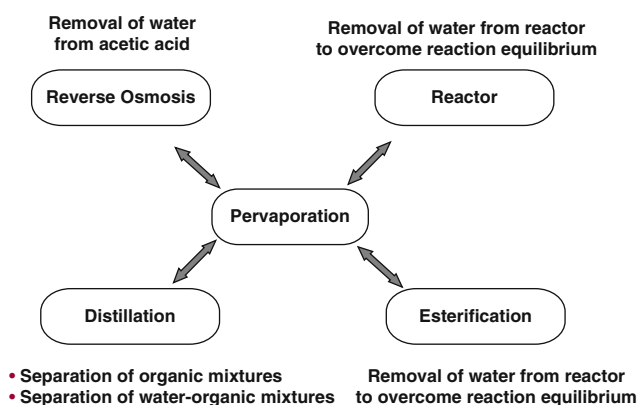 Removal of water
from acetic acid
Reverse Osmosis
Removal of water from reactor
to overcome reaction equilibrium
Reactor
Pervaporation
Distillation
• Separation of organic mixtures
• Separation of water-organic mixtures
Esterification
Removal of water from reactor
to overcome reaction equilibrium